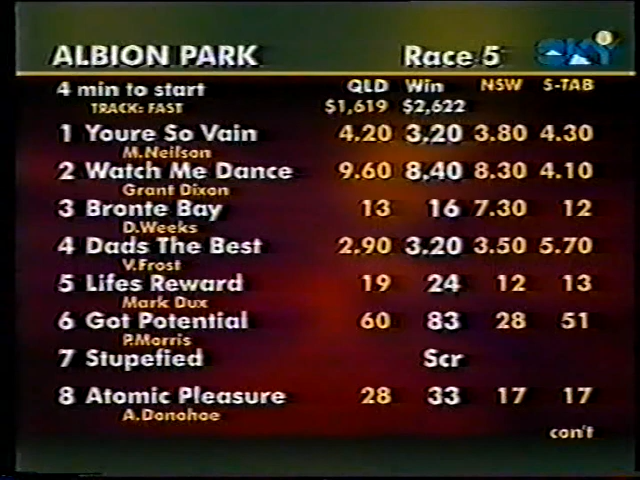 ALBION PARK Race 5 SKY
4 min to start QLD Win NSW S-TAB
TRACK: FAST $1,619 $2,622
1 Youre So Vain 4.20 3.20 3.80 4.30
M.Neilson
2 Watch Me Dance 9.60 8.40 8.30 4.10
Grant Dixon
3 Bronte Bay 13 16 7.30 12
D.Weeks
4 Dads The Best 2.90 3.20 3.50 5.70
V.Frost
5 Lifes Reward 19 24 12 13
Mark Dux
6 Got Potential 60 83 28 51
P.Morris
7 Stupefied Scr
8 Atomic Pleasure 28 33 17 17
A.Donohoe
con't